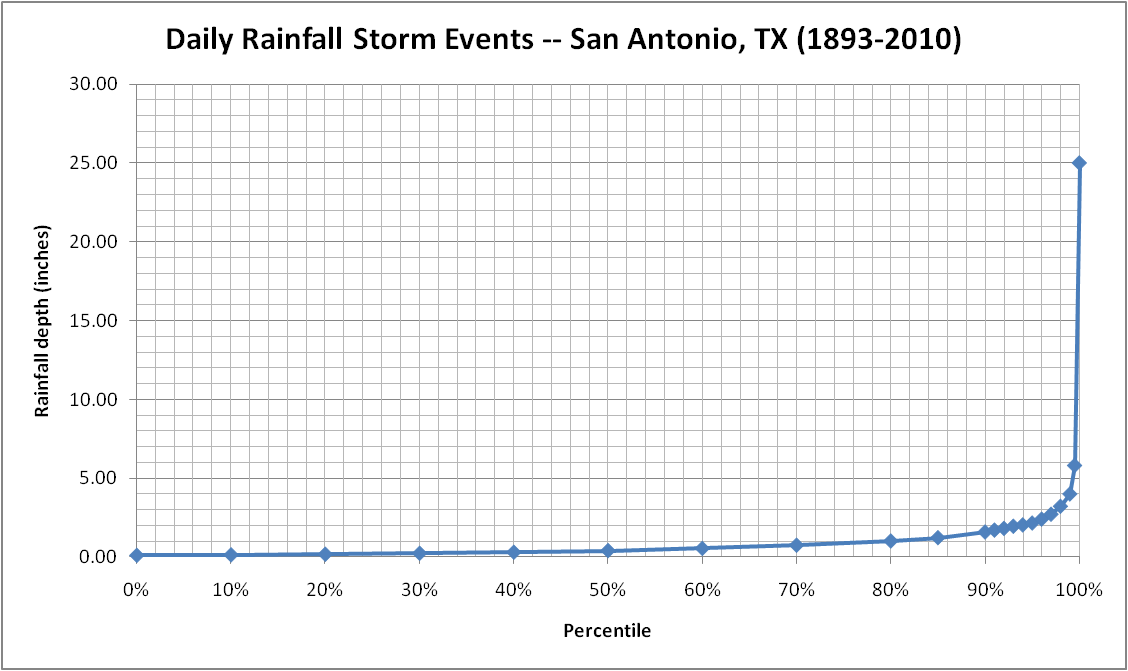 Daily Rainfall Storm Events -- San Antonio, TX (1893-2010)
30.00
25.00
20.00
15.00
10.00
5.00
0.00
Rainfall depth (inches)
0% 10% 20% 30% 40% 50% 60% 70% 80% 90% 100%
Percentile